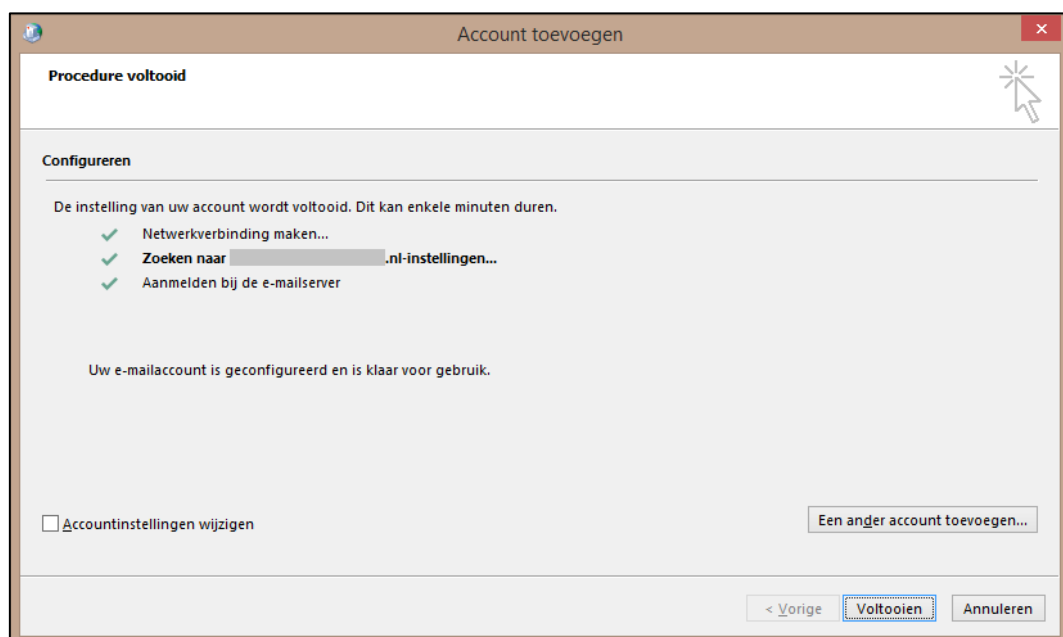 Account toevoegen
Procedure voltooid
Configureren
De instelling van uw account wordt voltooid. Dit kan enkele minuten duren.
Netwerkverbinding maken...
Zoeken naar .nl-instellingen...
Aanmelden bij de e-mailserver
Uw e-mailaccount is geconfigureerd en is klaar voor gebruik.
Accountinstellingen wijzigen
Een ander account toevoegen...
< Vorige Voltooien Annuleren